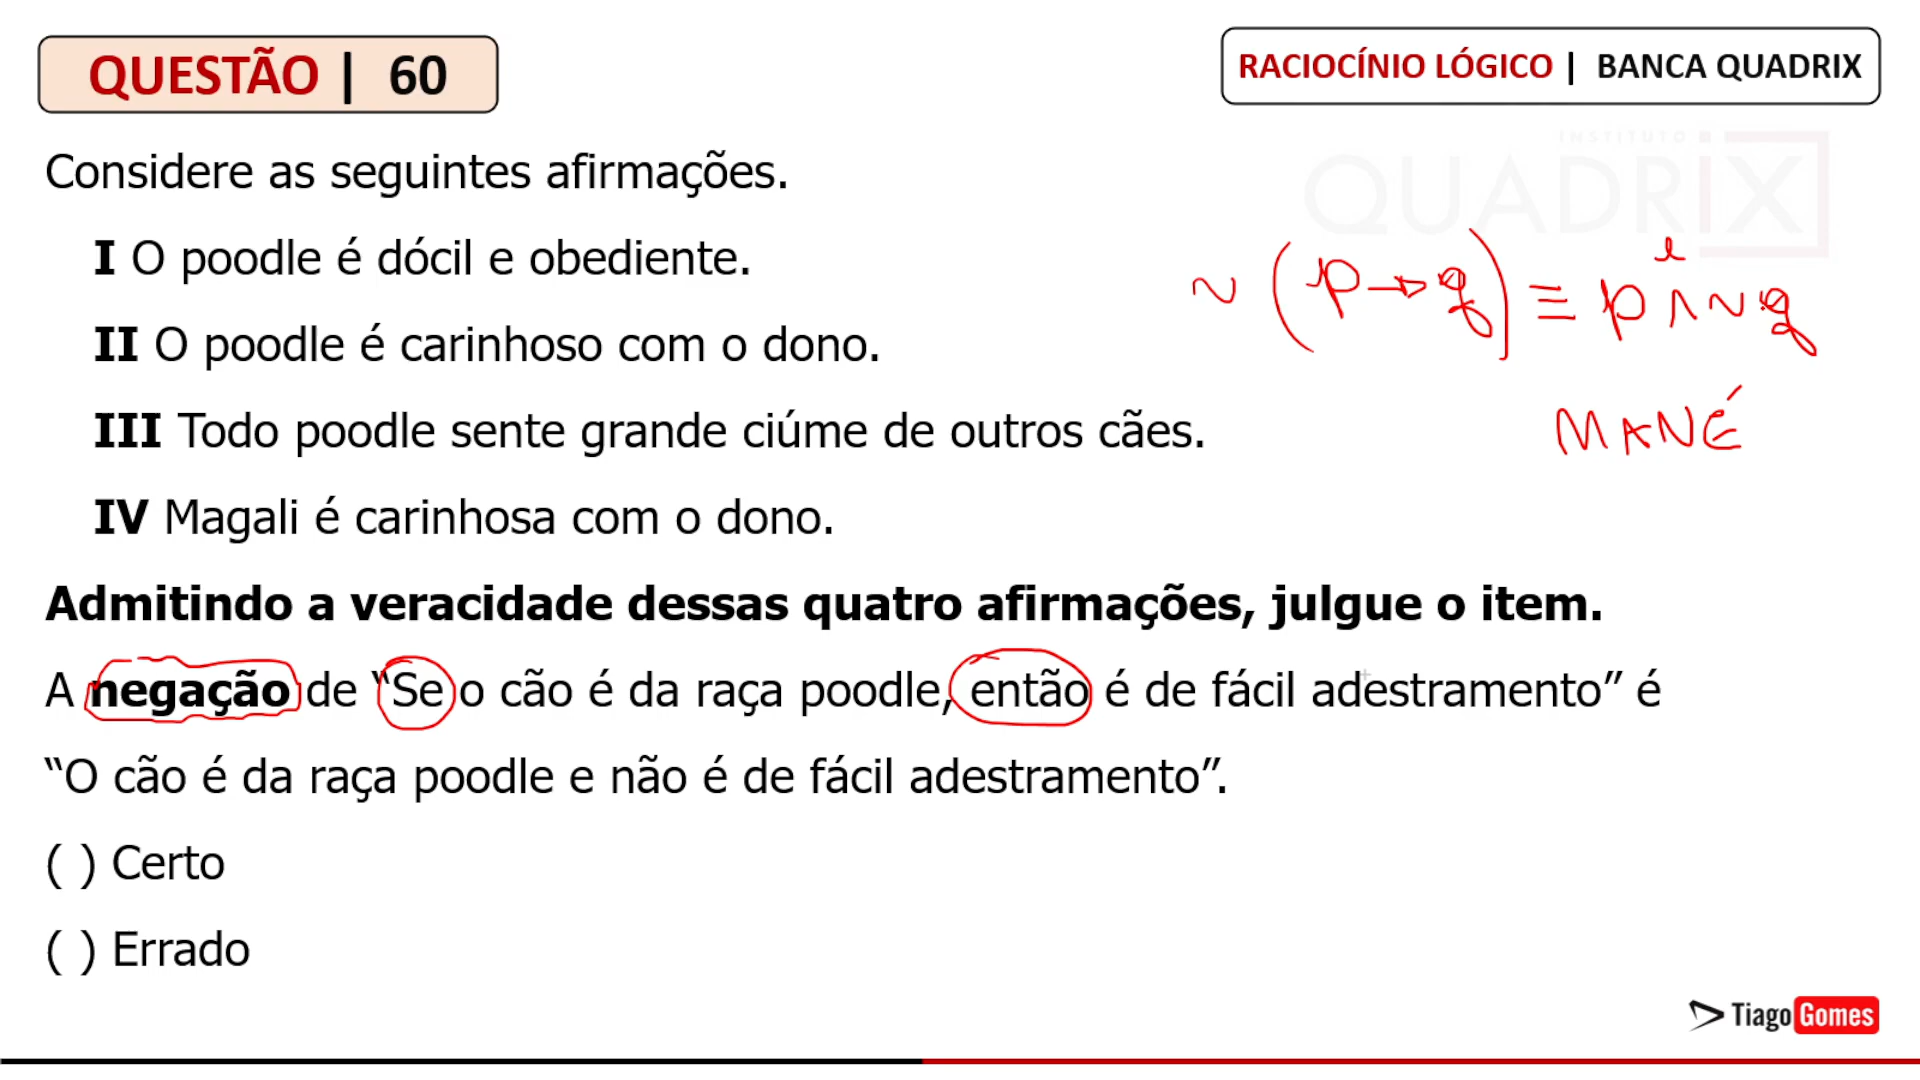 QUESTÃO | 60
RACIOCÍNIO LÓGICO | BANCA QUADRIX
INSTITUTO
QUADRIX
Considere as seguintes afirmações.
I O poodle é dócil e obediente.
II O poodle é carinhoso com o dono.
III Todo poodle sente grande ciúme de outros cães.
IV Magali é carinhosa com o dono.
~(p→q) ≡ p ∧ ~q
e
MANÉ
Admitindo a veracidade dessas quatro afirmações, julgue o item.
A negação de “Se o cão é da raça poodle, então é de fácil adestramento” é
“O cão é da raça poodle e não é de fácil adestramento”.
( ) Certo
( ) Errado
Tiago Gomes